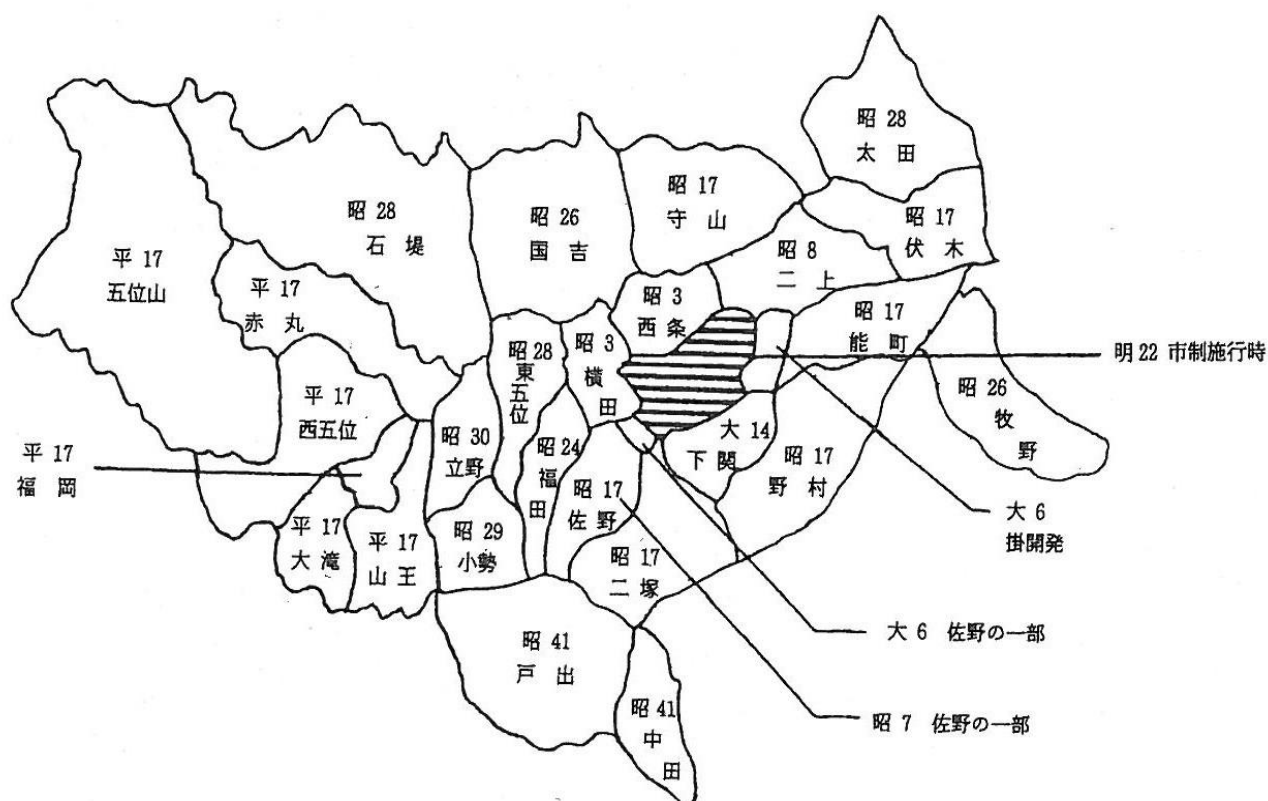 昭 28
太 田
昭 17
守 山
昭 17
伏 木
昭 28
石 堤
昭 26
国 吉
昭 8
二 上
平 17
五位山
平 17
赤 丸
昭 3
西 条
昭 17
能 町
明 22 市制施行時
昭 28
東五位
昭 3
横田
昭 26
牧野
平 17
西五位
平 17
福 岡
昭 30
立野
昭 24
福田
大 14
下 関
昭 17
野 村
昭 17
佐 野
大 6
掛開発
平 17
大 滝
平 17
山 王
昭 29
小勢
昭 17
二 塚
大 6 佐野の一部
昭 41
戸 出
昭 7 佐野の一部
昭 41
中田